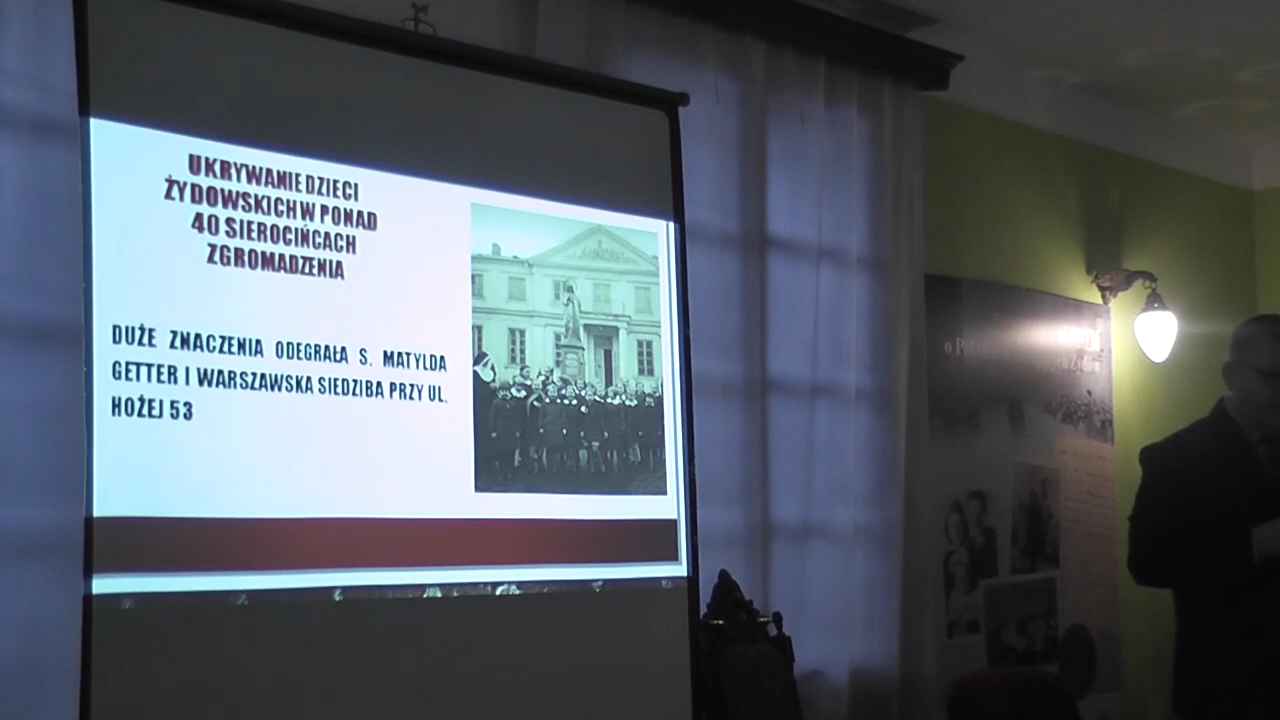 UKRYWANIE DZIECI
ŻYDOWSKICH W PONAD
40 SIEROCIŃCACH
ZGROMADZENIA
DUŻE ZNACZENIA ODEGRAŁA S. MATYLDA
GETTER I WARSZAWSKA SIEDZIBA PRZY UL.
HOŻEJ 53